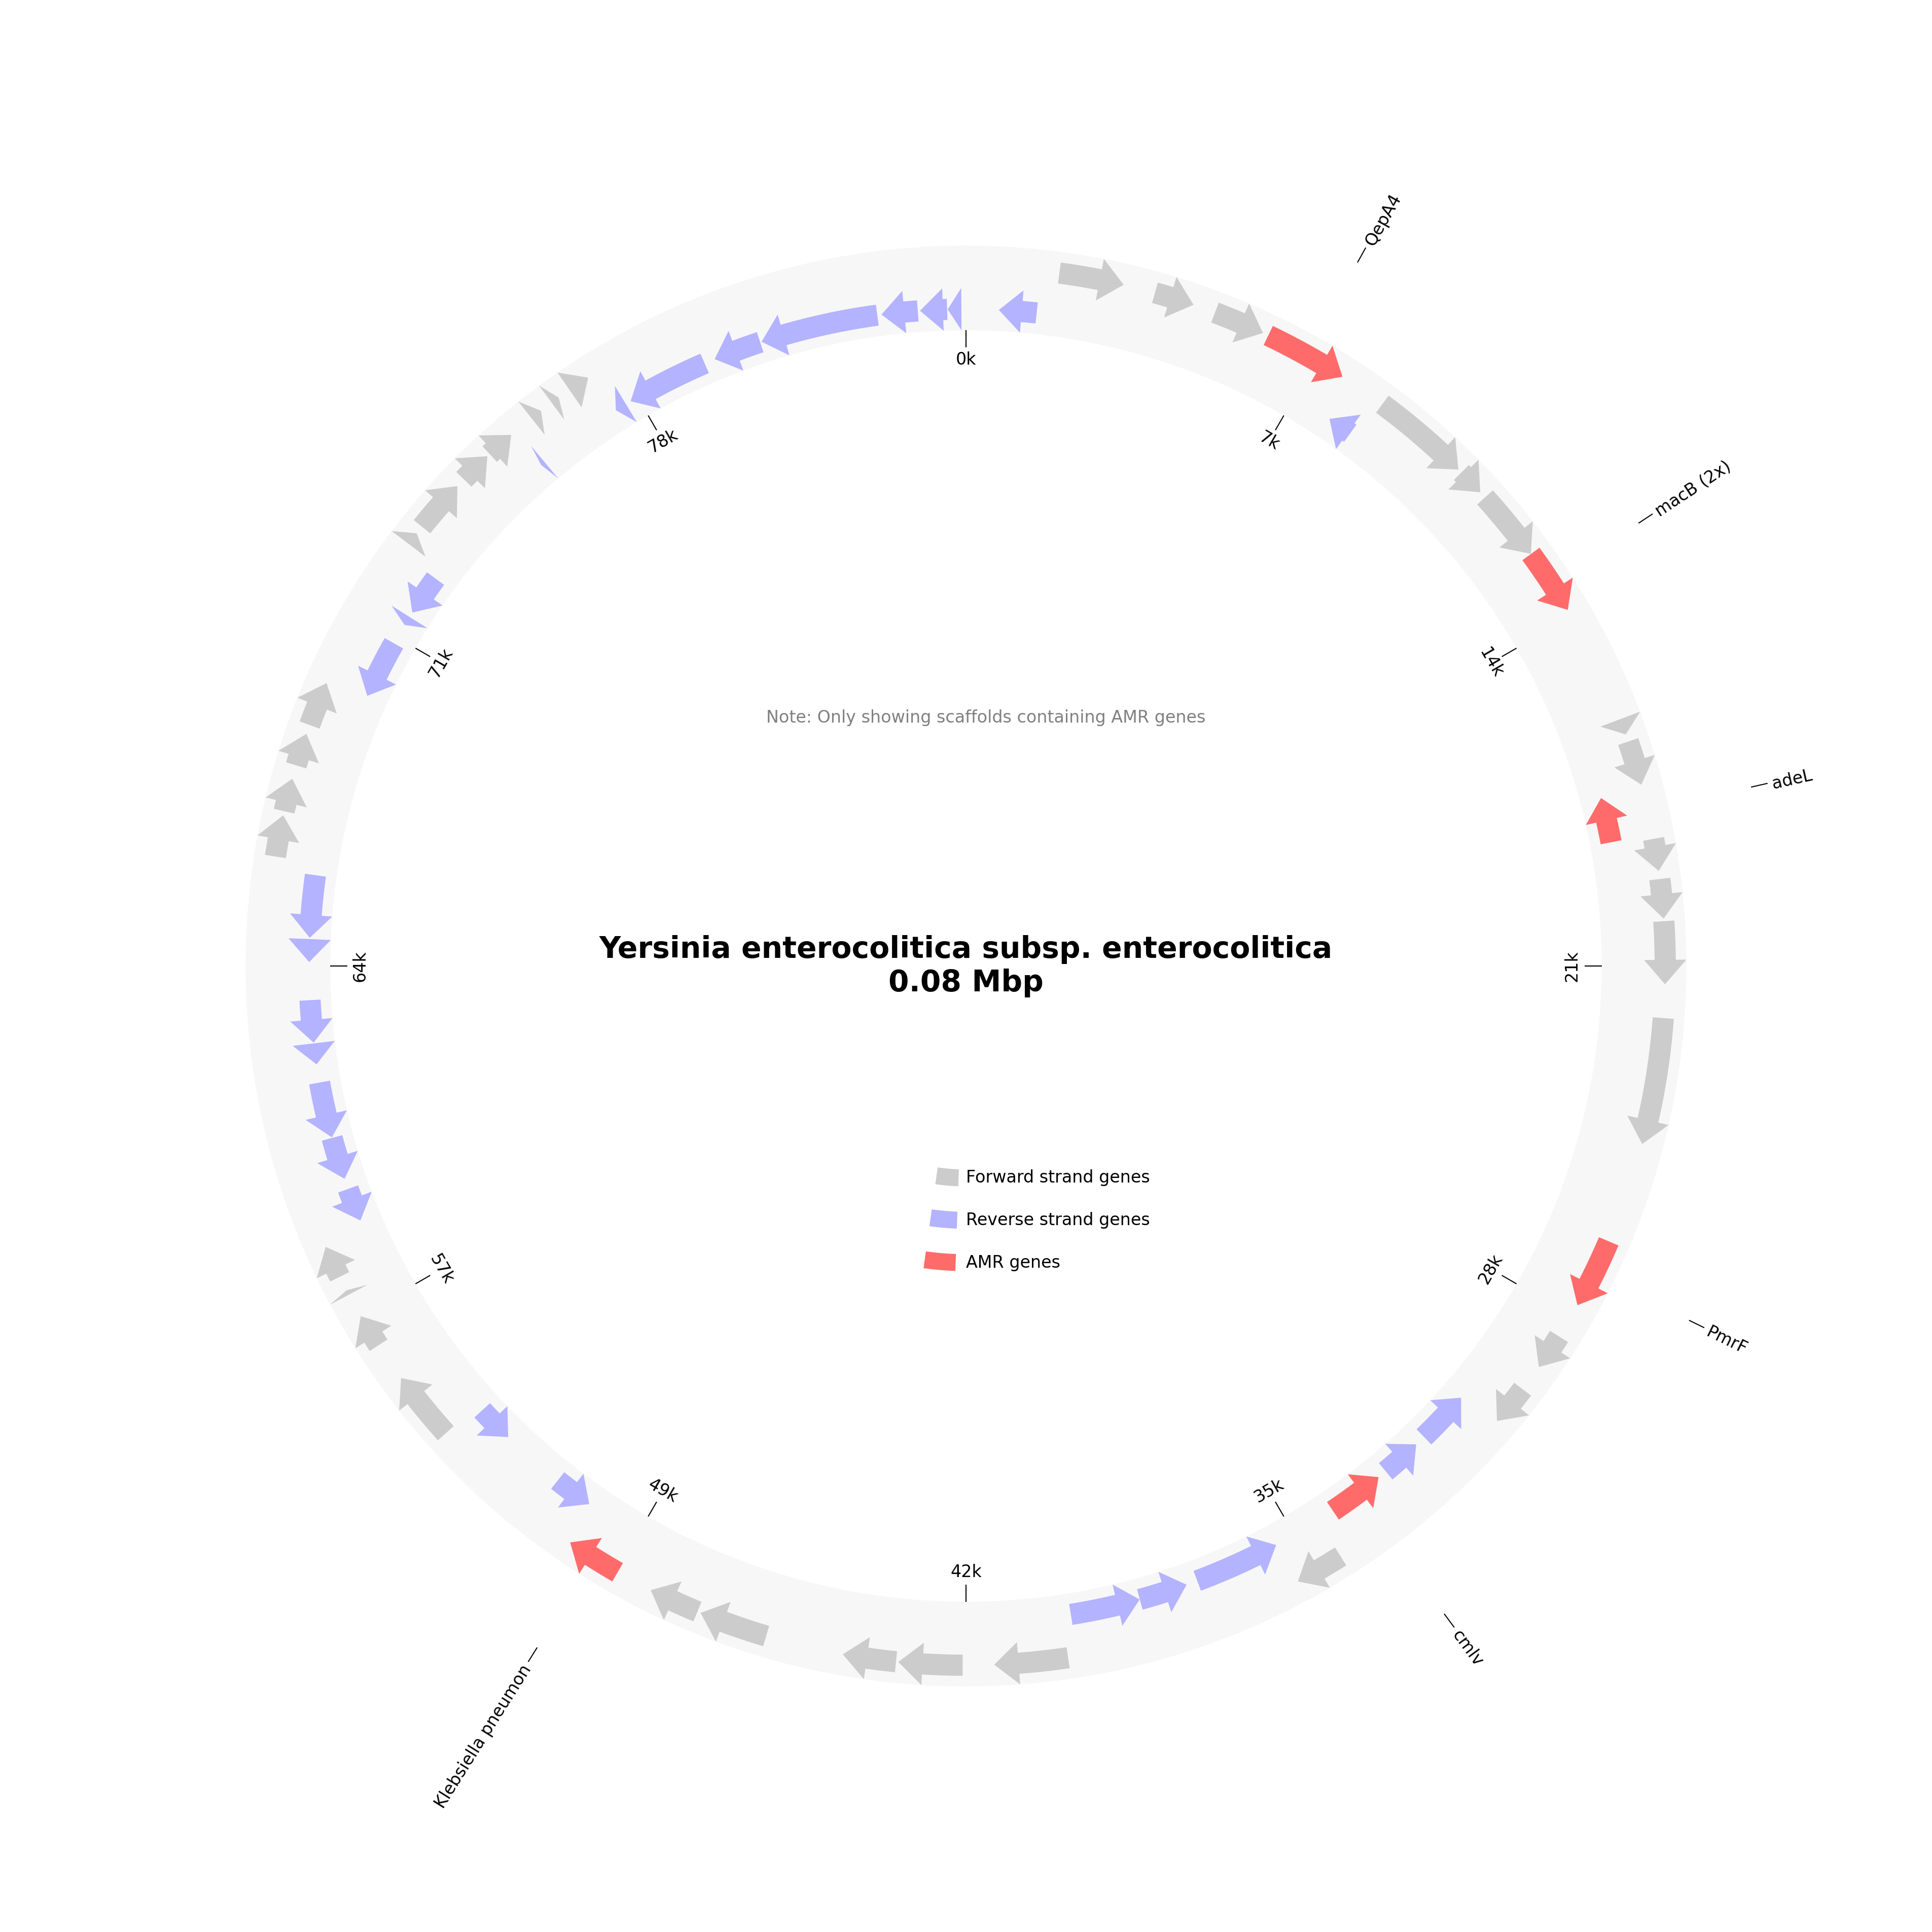 QepA4
macB (2x)
adeL
PmrF
cmlv
Klebsiella pneumon
0k
7k
14k
21k
28k
35k
42k
49k
57k
64k
71k
78k
Note: Only showing scaffolds containing AMR genes
Yersinia enterocolitica subsp. enterocolitica
0.08 Mbp
Forward strand genes
Reverse strand genes
AMR genes